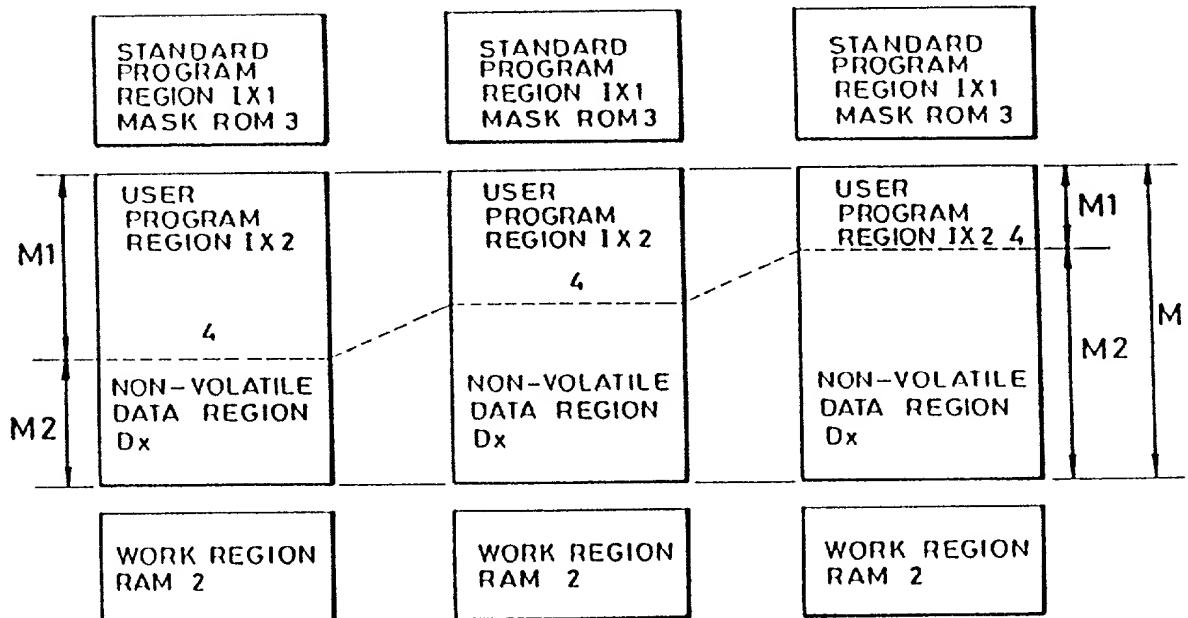 STANDARD
PROGRAM
REGION IX1
MASK ROM 3
STANDARD
PROGRAM
REGION IX1
MASK ROM 3
STANDARD
PROGRAM
REGION IX1
MASK ROM 3
M1
M2
USER
PROGRAM
REGION IX2
4
NON-VOLATILE
DATA REGION
Dx
USER
PROGRAM
REGION IX2
4
NON-VOLATILE
DATA REGION
Dx
USER
PROGRAM
REGION IX2 4
NON-VOLATILE
DATA REGION
Dx
M1
M2
M
WORK REGION
RAM 2
WORK REGION
RAM 2
WORK REGION
RAM 2